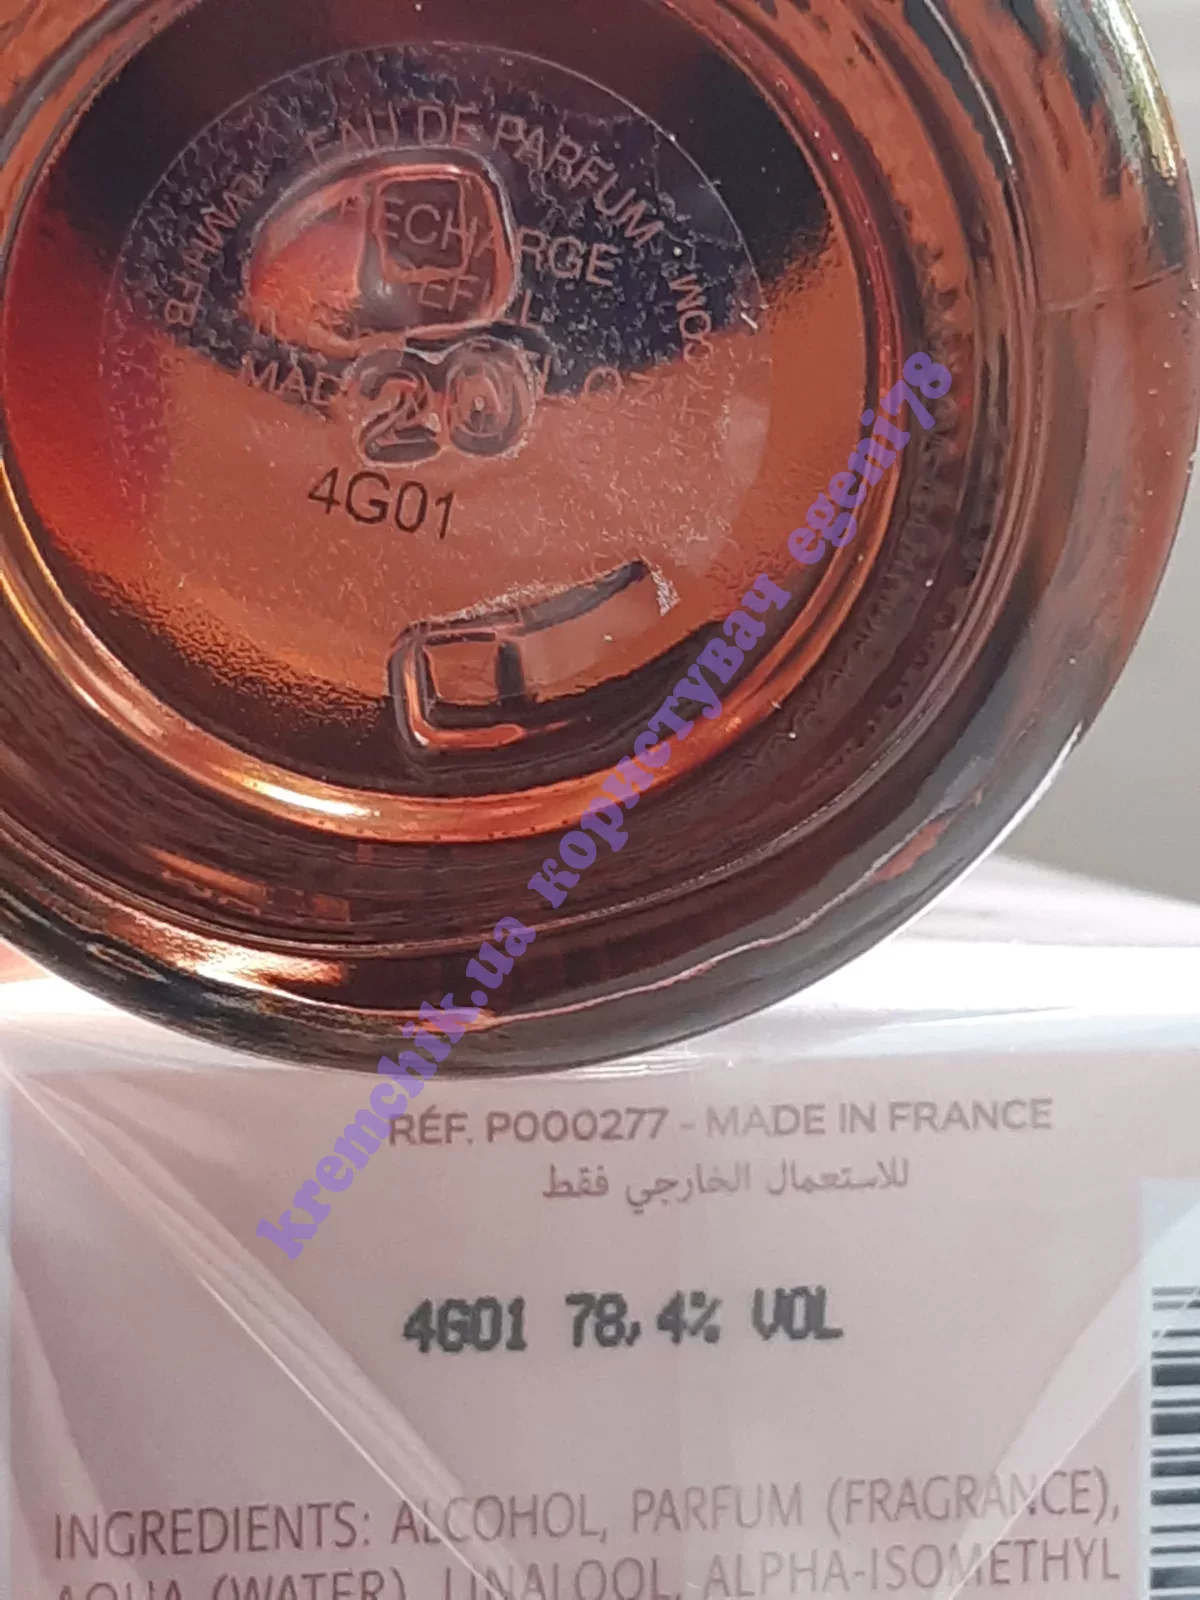 EAU DE PARFUM
RECHARGE
20
4G01
kremchik.ua користувач egeni78
RÉF. P000277 - MADE IN FRANCE
للاستعمال الخارجي فقط
4G01 78,4% VOL
INGREDIENTS: ALCOHOL, PARFUM (FRAGRANCE),
AQUA (WATER), LINALOOL, ALPHA-ISOMETHYL